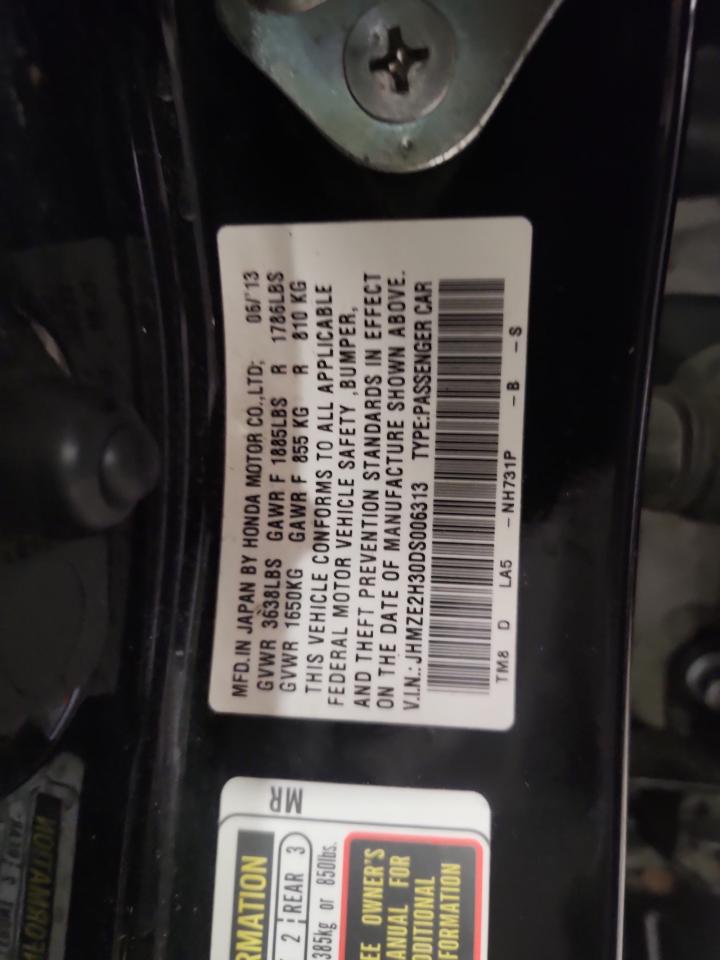 MFD.IN JAPAN BY HONDA MOTOR CO.,LTD; 06/'13
GVWR 3638LBS GAWR F 1885LBS R 1786LBS
GVWR 1650KG GAWR F 855 KG R 810 KG
THIS VEHICLE CONFORMS TO ALL APPLICABLE
FEDERAL MOTOR VEHICLE SAFETY ,BUMPER,
AND THEFT PREVENTION STANDARDS IN EFFECT
ON THE DATE OF MANUFACTURE SHOWN ABOVE..
V.I.N.: JHMZE2H30DS006313 TYPE:PASSENGER CAR
TM8 D LA5 -NH731P -B -S
MR
RMATION
2 REAR 3
385kg or 850lbs.
EE OWNER'S
ANUAL FOR
DDITIONAL
FORMATION